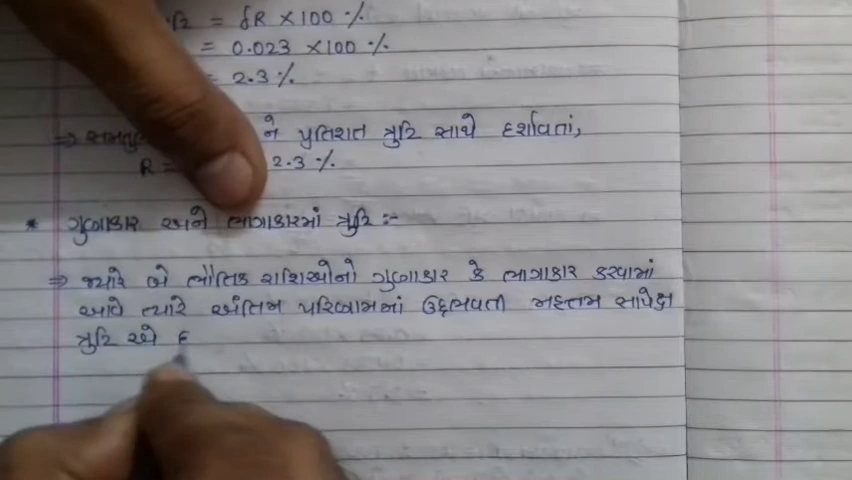 = δR × 100 %
= 0.023 × 100 %
= 2.3 %
⇒ ને પ્રતિશત ત્રુટિ સાથે દર્શાવતાં,
R = 2.3 %
* ગુણાકાર અને ભાગાકારમાં ત્રુટિ :-
⇒ જ્યારે બે ભૌતિક રાશિઓનો ગુણાકાર કે ભાગાકાર કરવામાં
આવે ત્યારે અંતિમ પરિણામમાં ઉદ્દભવતી મહત્તમ સાપેક્ષ
ત્રુટિ એ દ